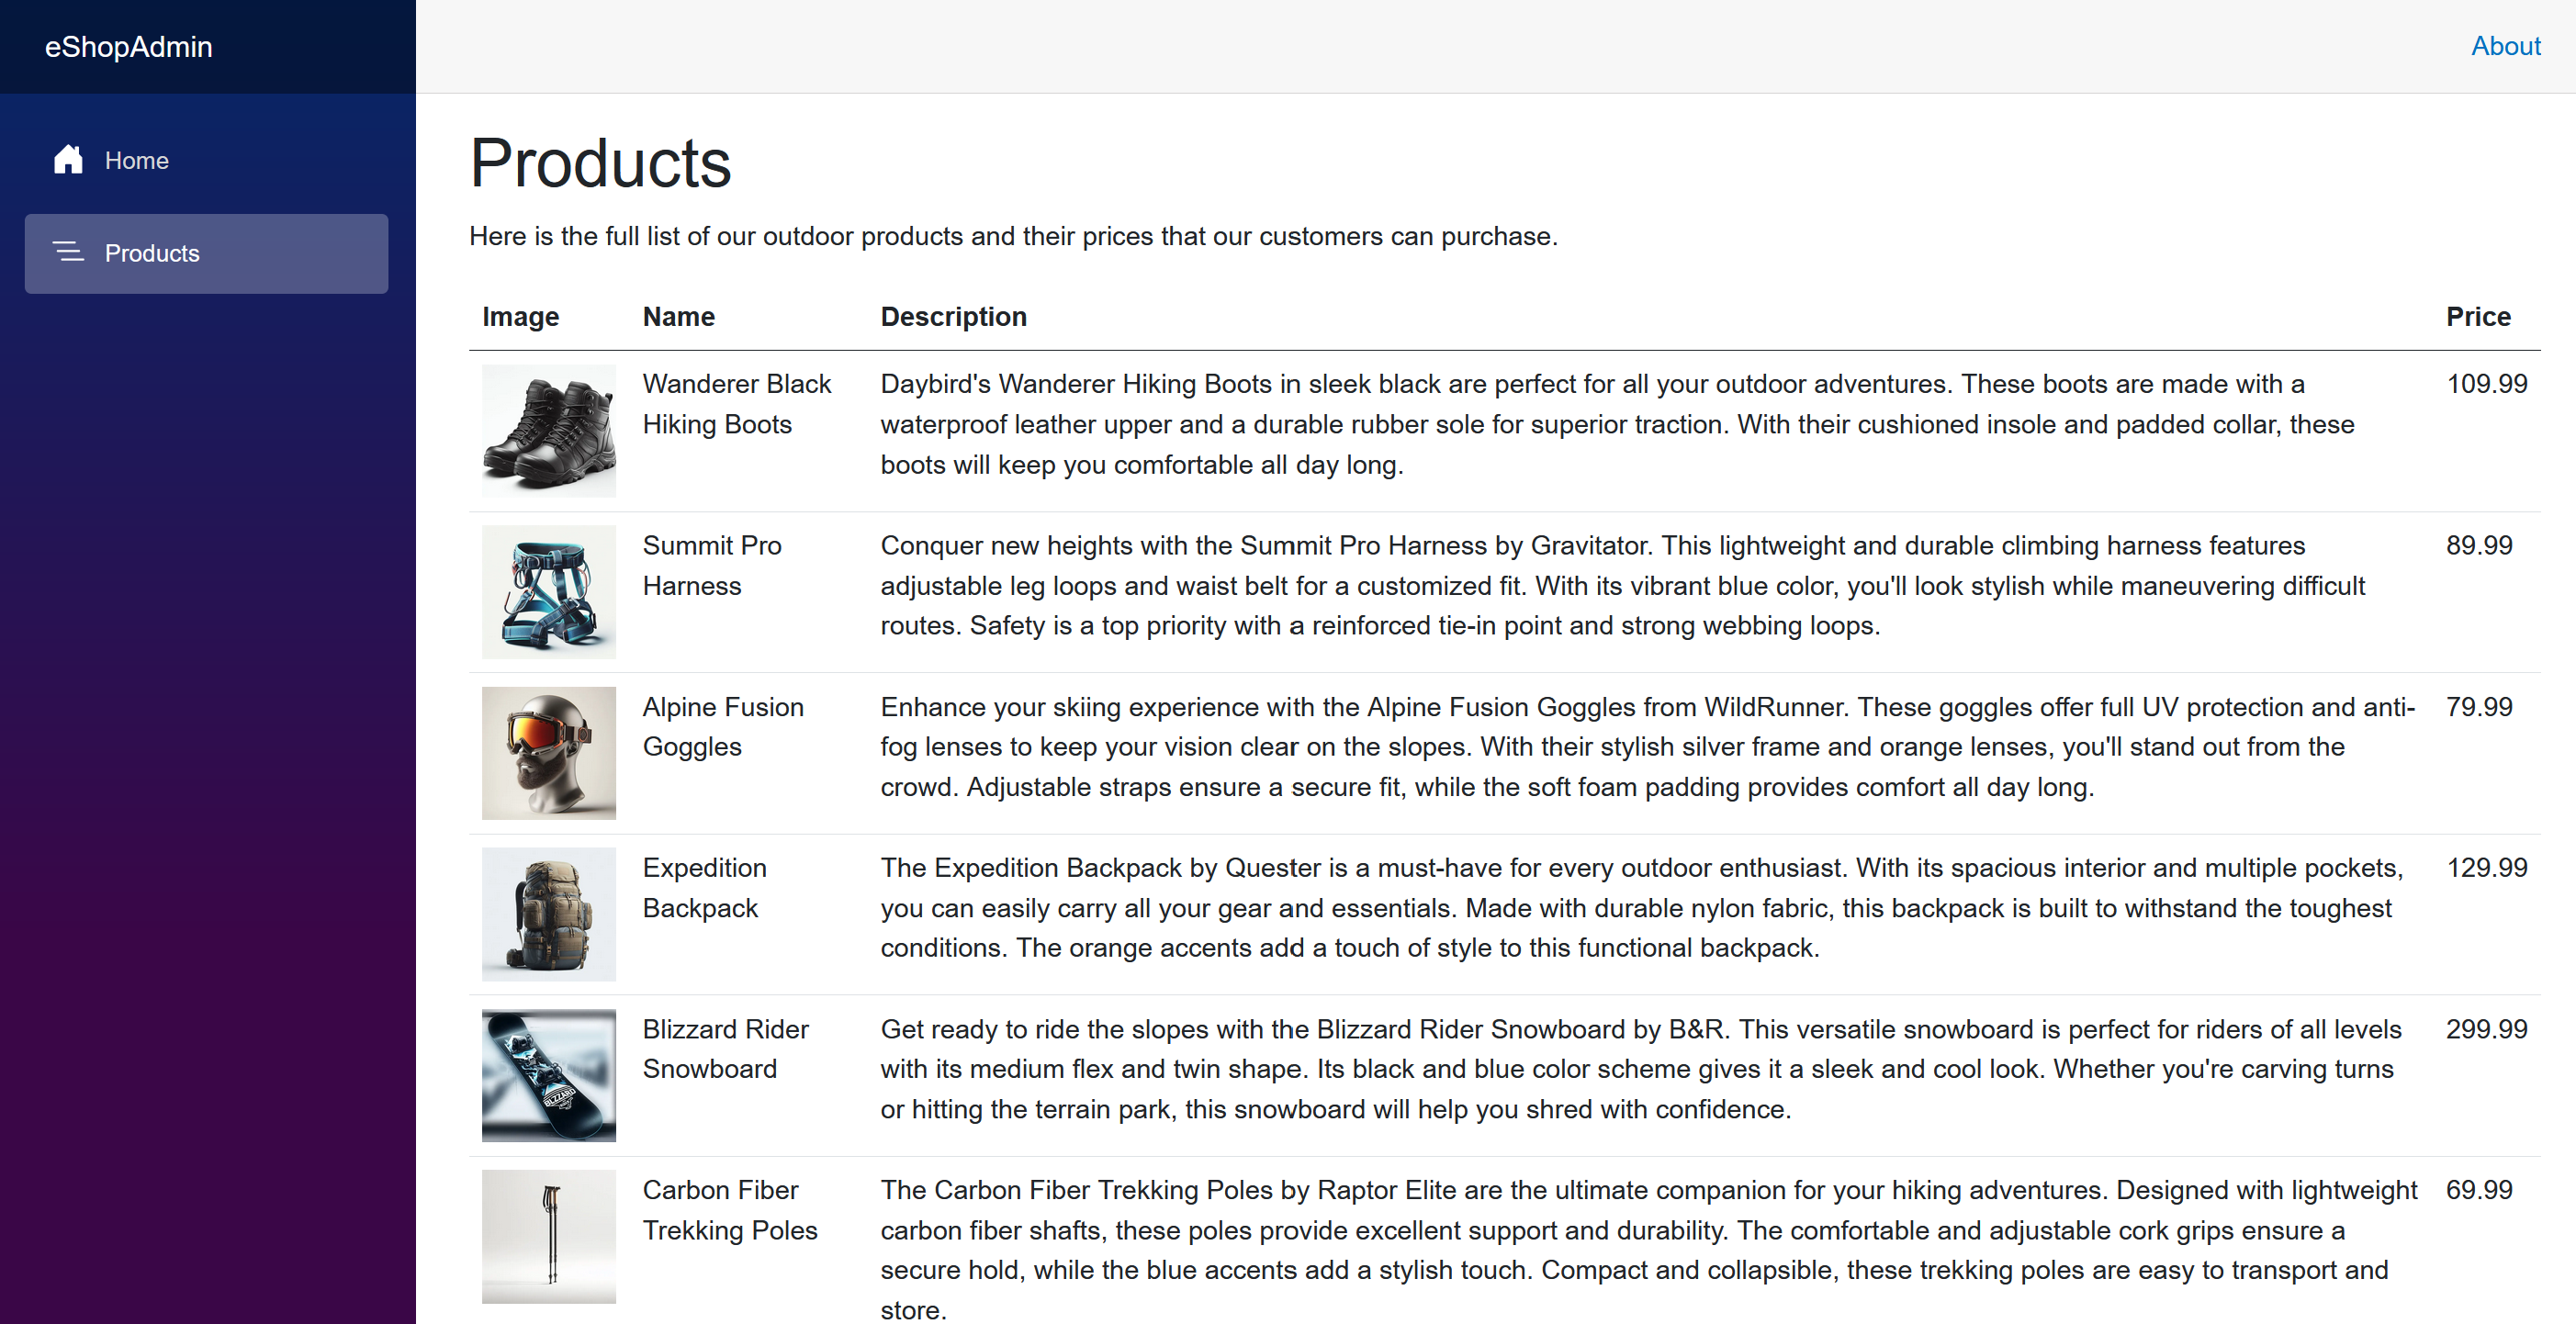 eShopAdmin
About
Home
Products
Products
Here is the full list of our outdoor products and their prices that our customers can purchase.
Image Name Description Price
Wanderer Black
Hiking Boots
Daybird's Wanderer Hiking Boots in sleek black are perfect for all your outdoor adventures. These boots are made with a
waterproof leather upper and a durable rubber sole for superior traction. With their cushioned insole and padded collar, these
boots will keep you comfortable all day long.
109.99
Summit Pro
Harness
Conquer new heights with the Summit Pro Harness by Gravitator. This lightweight and durable climbing harness features
adjustable leg loops and waist belt for a customized fit. With its vibrant blue color, you'll look stylish while maneuvering difficult
routes. Safety is a top priority with a reinforced tie-in point and strong webbing loops.
89.99
Alpine Fusion
Goggles
Enhance your skiing experience with the Alpine Fusion Goggles from WildRunner. These goggles offer full UV protection and anti-
fog lenses to keep your vision clear on the slopes. With their stylish silver frame and orange lenses, you'll stand out from the
crowd. Adjustable straps ensure a secure fit, while the soft foam padding provides comfort all day long.
79.99
Expedition
Backpack
The Expedition Backpack by Quester is a must-have for every outdoor enthusiast. With its spacious interior and multiple pockets,
you can easily carry all your gear and essentials. Made with durable nylon fabric, this backpack is built to withstand the toughest
conditions. The orange accents add a touch of style to this functional backpack.
129.99
Blizzard Rider
Snowboard
Get ready to ride the slopes with the Blizzard Rider Snowboard by B&R. This versatile snowboard is perfect for riders of all levels
with its medium flex and twin shape. Its black and blue color scheme gives it a sleek and cool look. Whether you're carving turns
or hitting the terrain park, this snowboard will help you shred with confidence.
299.99
Carbon Fiber
Trekking Poles
The Carbon Fiber Trekking Poles by Raptor Elite are the ultimate companion for your hiking adventures. Designed with lightweight
carbon fiber shafts, these poles provide excellent support and durability. The comfortable and adjustable cork grips ensure a
secure hold, while the blue accents add a stylish touch. Compact and collapsible, these trekking poles are easy to transport and
store.
69.99